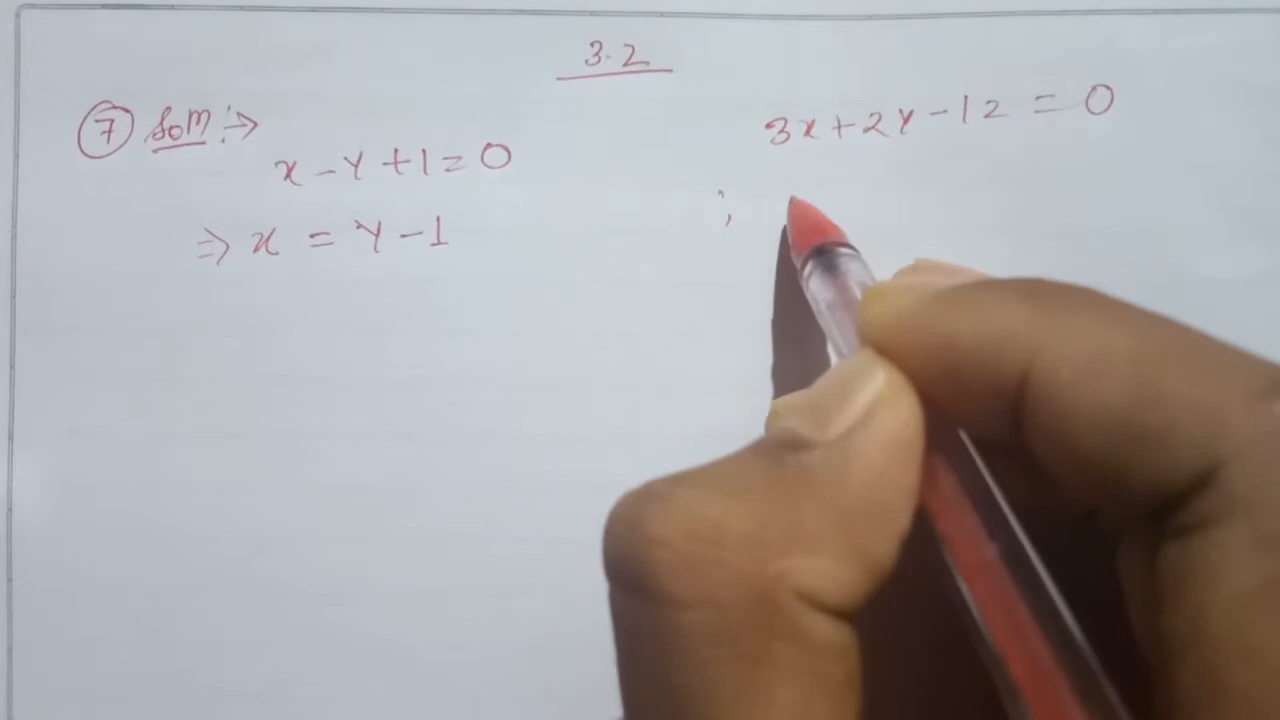 3.2
⑦ Soln :→
x - y + 1 = 0
3x + 2y - 12 = 0
⇒ x = y - 1 ;